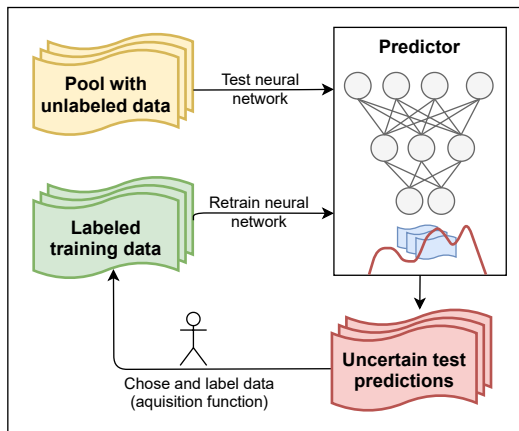 Pool with
unlabeled data
Test neural
network
Predictor
Labeled
training data
Retrain neural
network
Uncertain test
predictions
Chose and label data
(aquisition function)